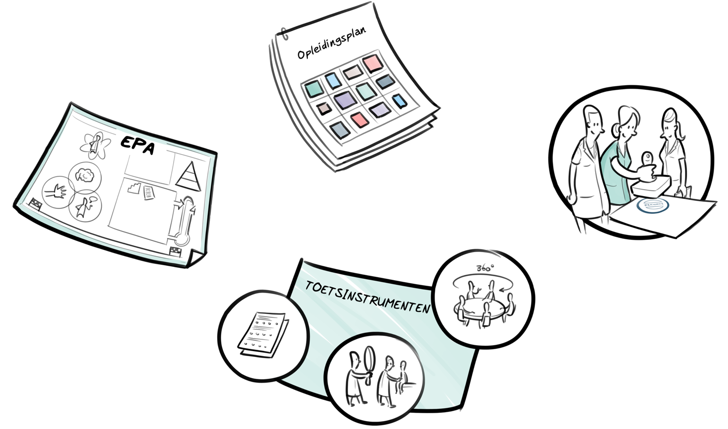 Opleidingsplan
EPA
TOETSINSTRUMENTEN
360°